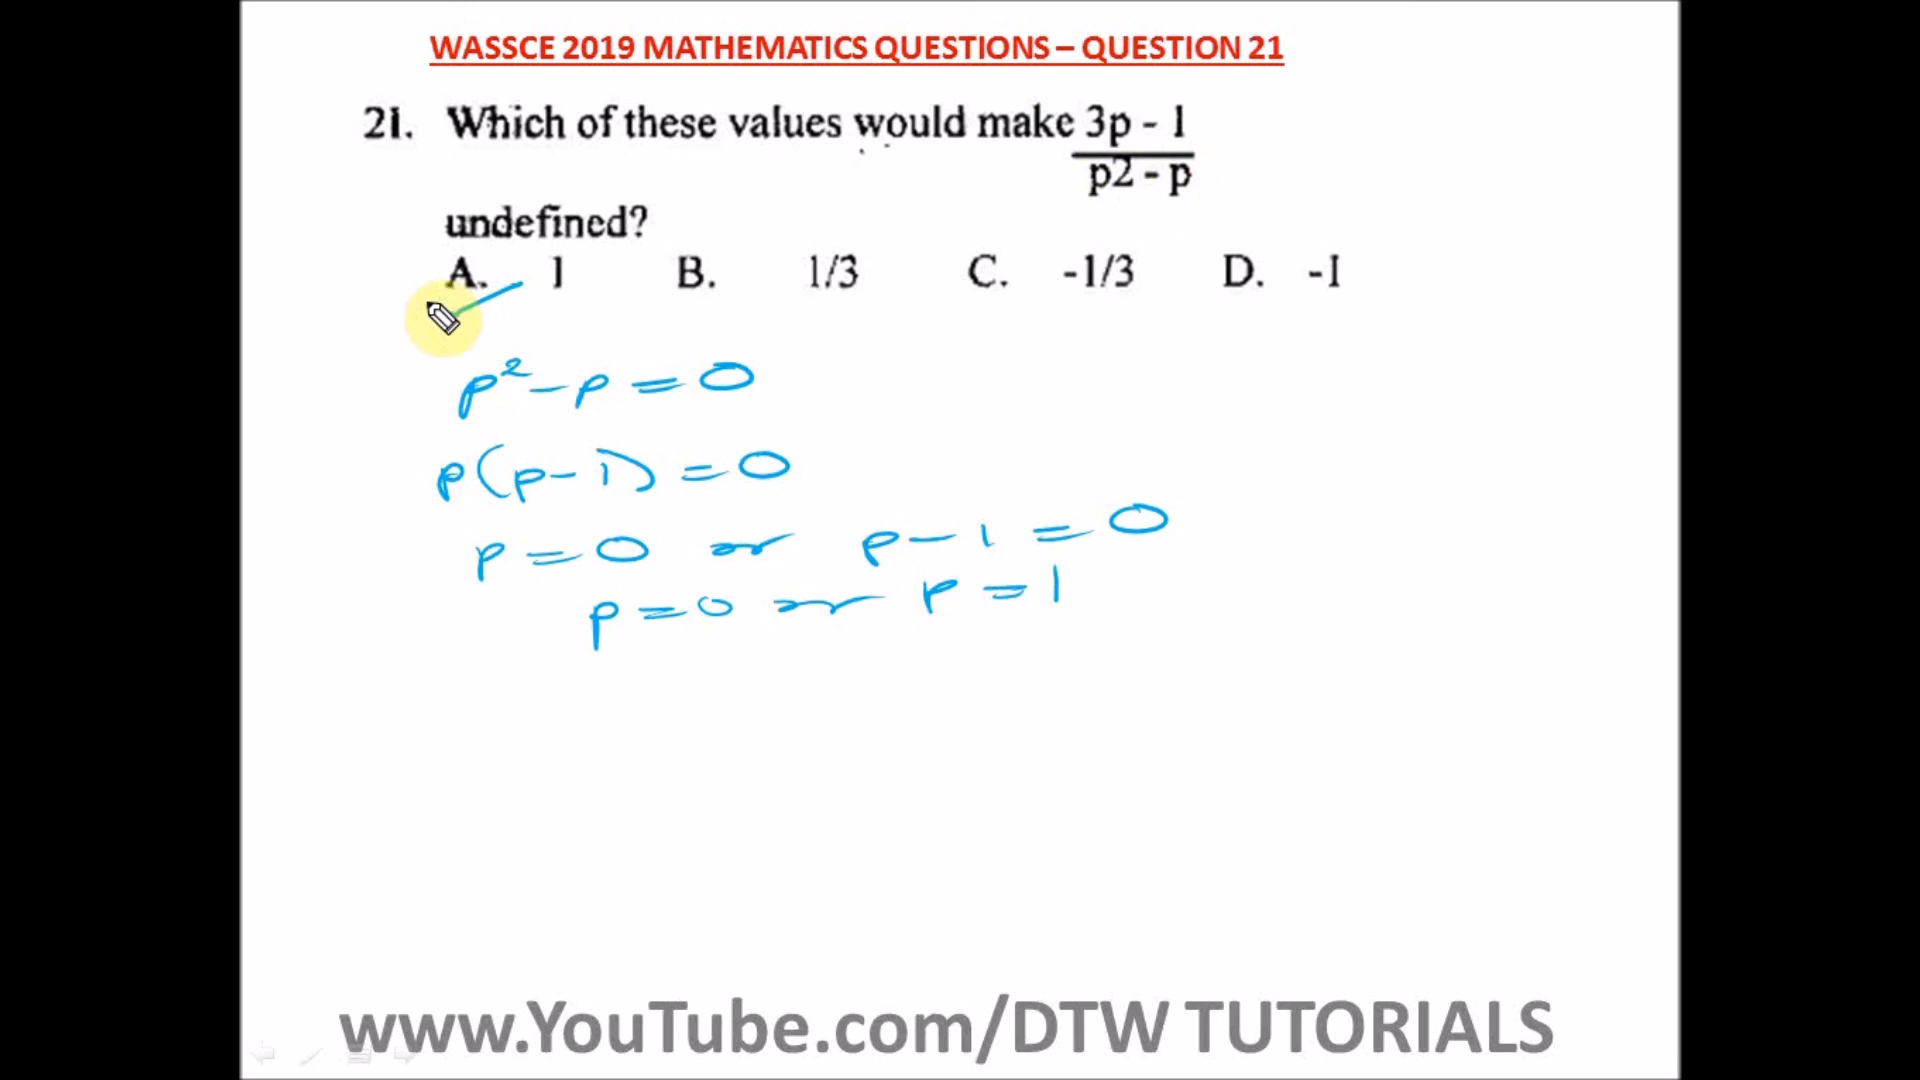 WASSCE 2019 MATHEMATICS QUESTIONS – QUESTION 21
21. Which of these values would make 3p - 1
p2 - p
undefined?
A. 1 B. 1/3 C. -1/3 D. -1
p² - p = 0
p(p-1) = 0
p = 0 or p - 1 = 0
p = 0 or p = 1
www.YouTube.com/DTW TUTORIALS